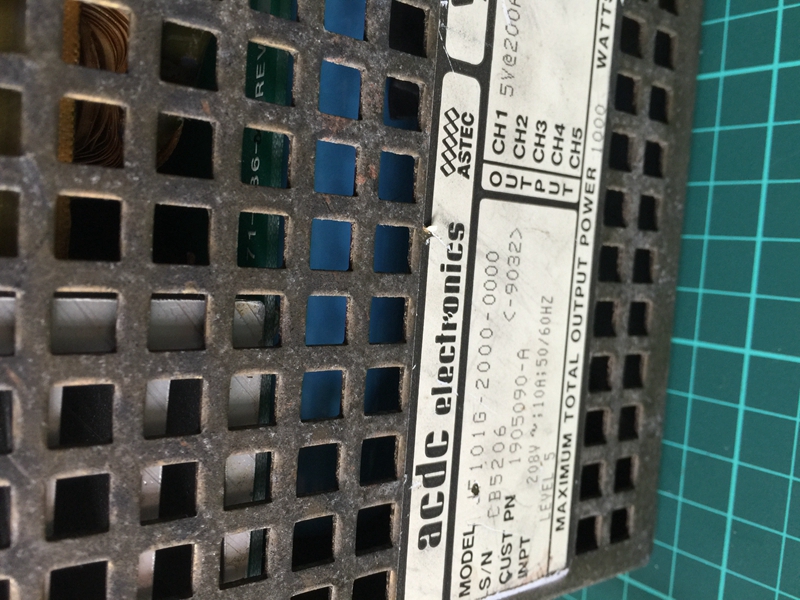 acdc electronics
ASTEC
MODEL 5101G-2000-0000
S/N CB5206 <-9032>
CUST PN 1905090-A
INPT 208V ~;10A;50/60HZ
LEVEL 5
OUTPUT
CH1 5V@200A
CH2
CH3
CH4
CH5
MAXIMUM TOTAL OUTPUT POWER 1000 WATTS
REV